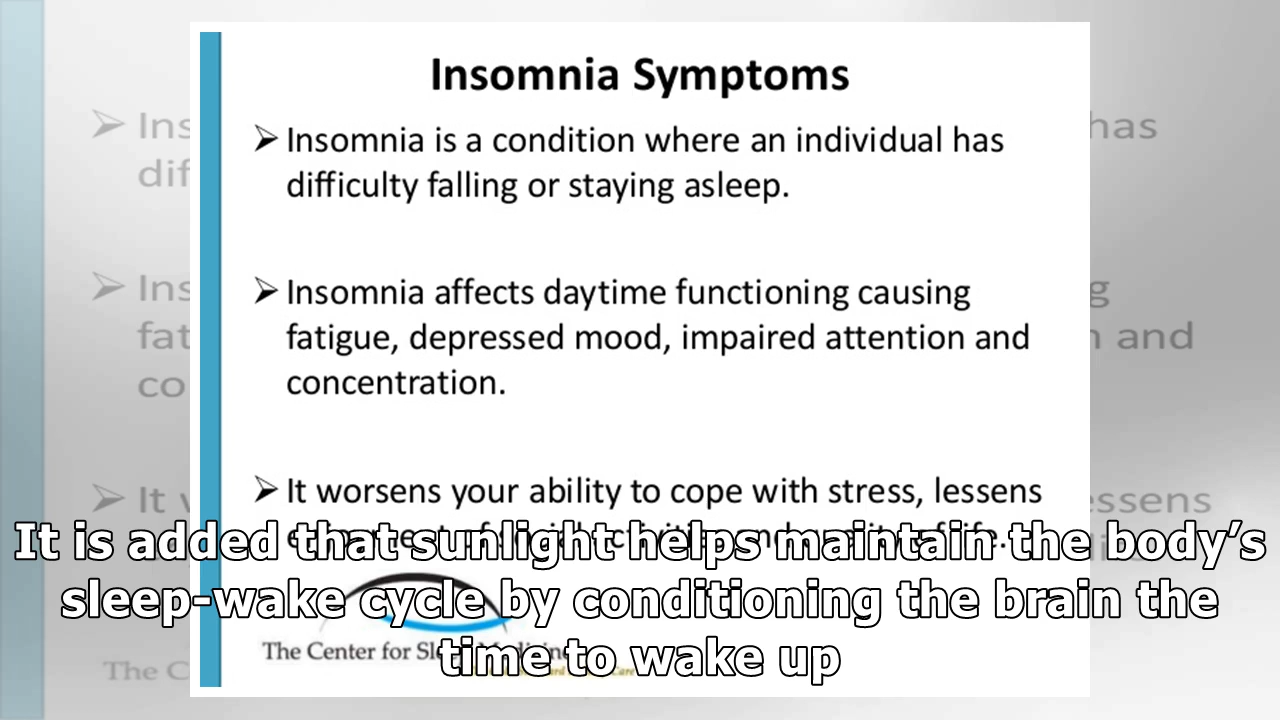 Insomnia Symptoms
➢ Insomnia is a condition where an individual has
difficulty falling or staying asleep.
➢ Insomnia affects daytime functioning causing
fatigue, depressed mood, impaired attention and
concentration.
➢ It worsens your ability to cope with stress, lessens
It is added that sunlight helps maintain the body’s
sleep-wake cycle by conditioning the brain the
time to wake up
The Center for